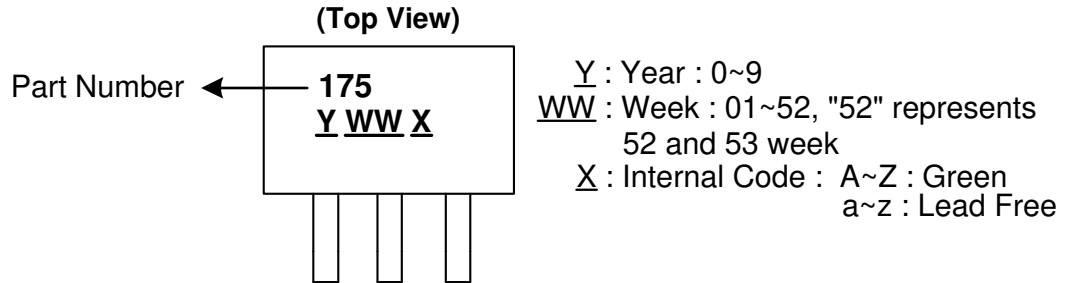 (Top View)
Part Number
175
Y WW X
Y : Year : 0~9
WW : Week : 01~52, "52" represents
52 and 53 week
X : Internal Code : A~Z : Green
a~z : Lead Free